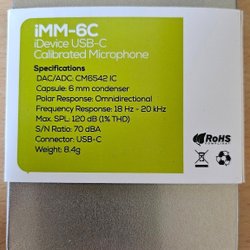 iMM-6C
iDevice USB-C
Calibrated Microphone
Specifications
DAC/ADC: CM6542 IC
Capsule: 6 mm condenser
Polar Response: Omnidirectional
Frequency Response: 18 Hz - 20 kHz
Max. SPL: 120 dB (1% THD)
S/N Ratio: 70 dBA
Connector: USB-C
Weight: 8.4g
RoHS